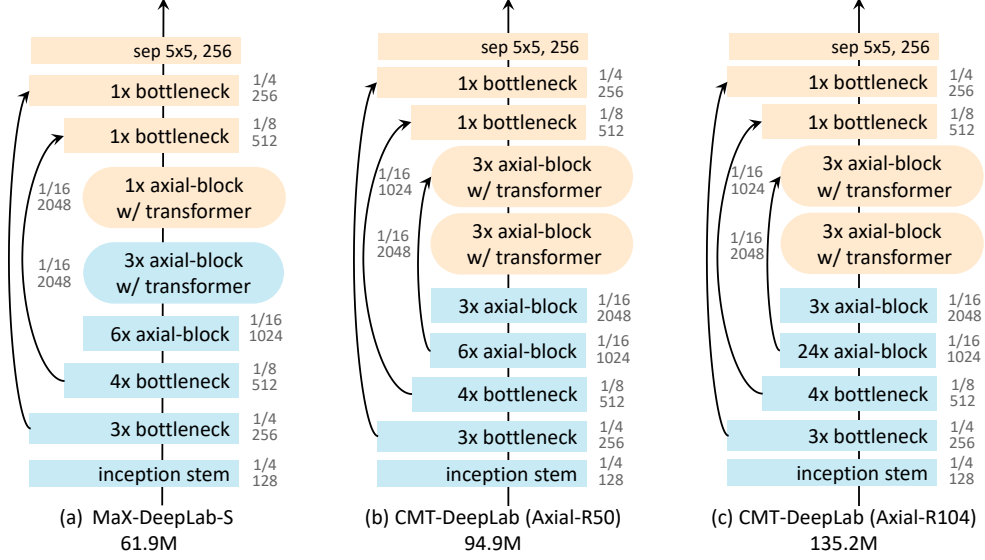 sep 5x5, 256
1x bottleneck
1/4
256
1x bottleneck
1/8
512
1/16
2048
1x axial-block
w/ transformer
1/16
2048
3x axial-block
w/ transformer
6x axial-block
1/16
1024
4x bottleneck
1/8
512
3x bottleneck
1/4
256
inception stem
1/4
128
(a) MaX-DeepLab-S
61.9M
sep 5x5, 256
1x bottleneck
1/4
256
1x bottleneck
1/8
512
1/16
1024
3x axial-block
w/ transformer
1/16
2048
3x axial-block
w/ transformer
3x axial-block
1/16
2048
6x axial-block
1/16
1024
4x bottleneck
1/8
512
3x bottleneck
1/4
256
inception stem
1/4
128
(b) CMT-DeepLab (Axial-R50)
94.9M
sep 5x5, 256
1x bottleneck
1/4
256
1x bottleneck
1/8
512
1/16
1024
3x axial-block
w/ transformer
1/16
2048
3x axial-block
w/ transformer
3x axial-block
1/16
2048
24x axial-block
1/16
1024
4x bottleneck
1/8
512
3x bottleneck
1/4
256
inception stem
1/4
128
(c) CMT-DeepLab (Axial-R104)
135.2M